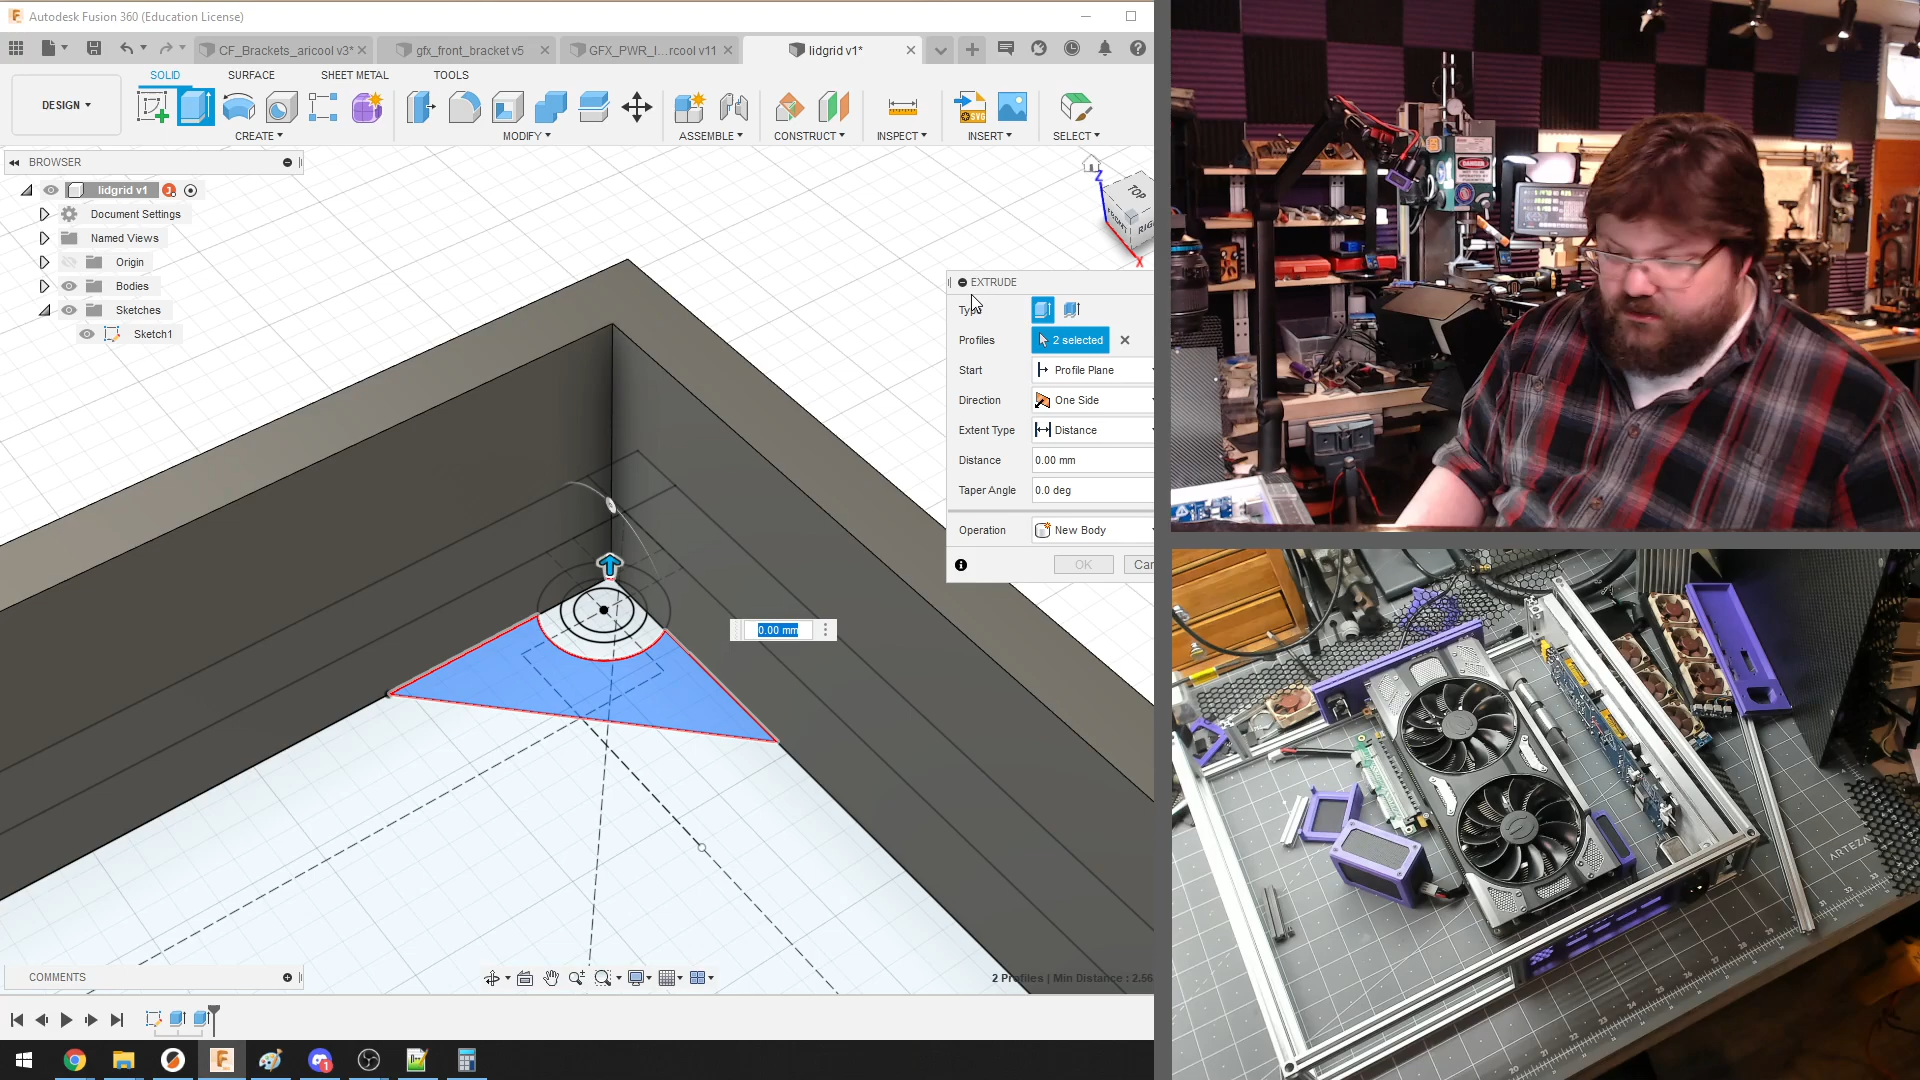 Autodesk Fusion 360 (Education License)
CF_Brackets_aricool v3*
gfx_front_bracket v5
GFX_PWR_I...rcool v11
lidgrid v1*
SOLID
SURFACE
SHEET METAL
TOOLS
DESIGN
CREATE
MODIFY
ASSEMBLE
CONSTRUCT
INSPECT
INSERT
SELECT
BROWSER
lidgrid v1
Document Settings
Named Views
Origin
Bodies
Sketches
Sketch1
Z
TOP
FRONT
X
EXTRUDE
Type
Profiles
2 selected
Start
Profile Plane
Direction
One Side
Extent Type
Distance
Distance
0.00 mm
Taper Angle
0.0 deg
Operation
New Body
OK
Can
0.00 mm
COMMENTS
2 Profiles | Min Distance : 2.56
DANGER
ARTEZA